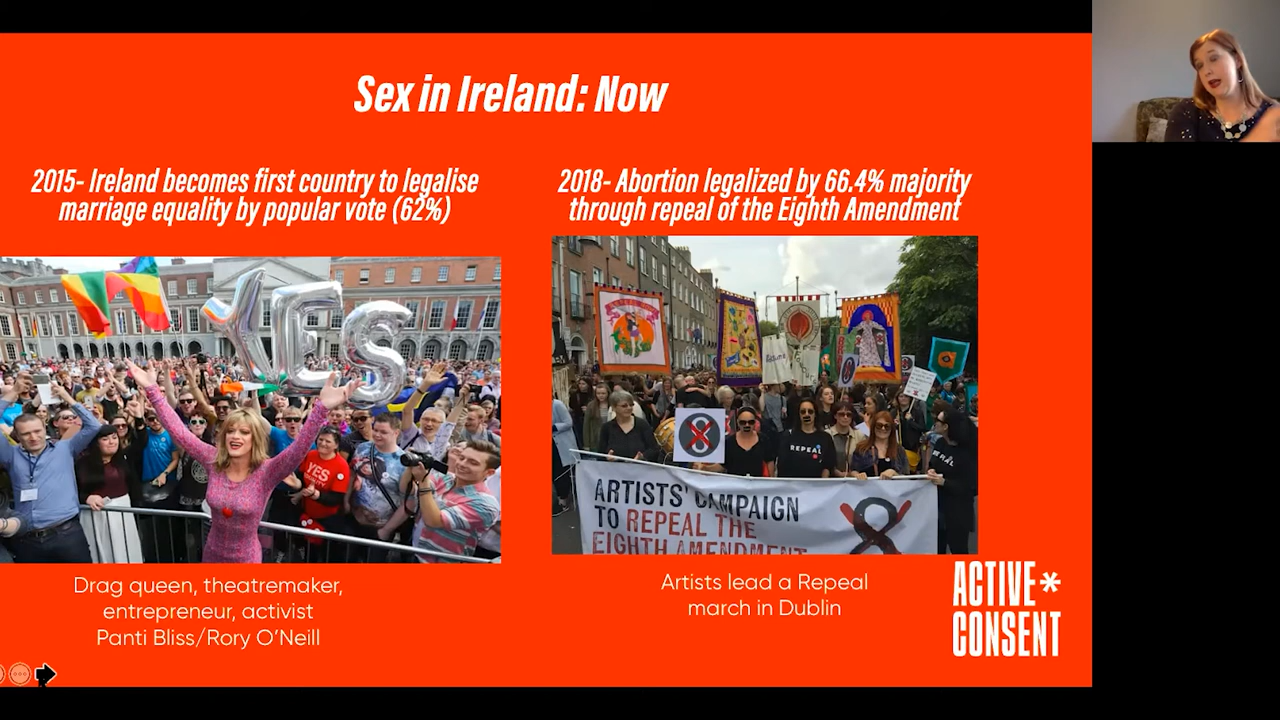 Sex in Ireland: Now
2015- Ireland becomes first country to legalise
marriage equality by popular vote (62%)
2018- Abortion legalized by 66.4% majority
through repeal of the Eighth Amendment
YES
YES
REPEAL
ARTISTS' CAMPAIGN
TO REPEAL THE
EIGHTH AMENDMENT
Drag queen, theatremaker,
entrepreneur, activist
Panti Bliss/Rory O'Neill
Artists lead a Repeal
march in Dublin
ACTIVE*
CONSENT